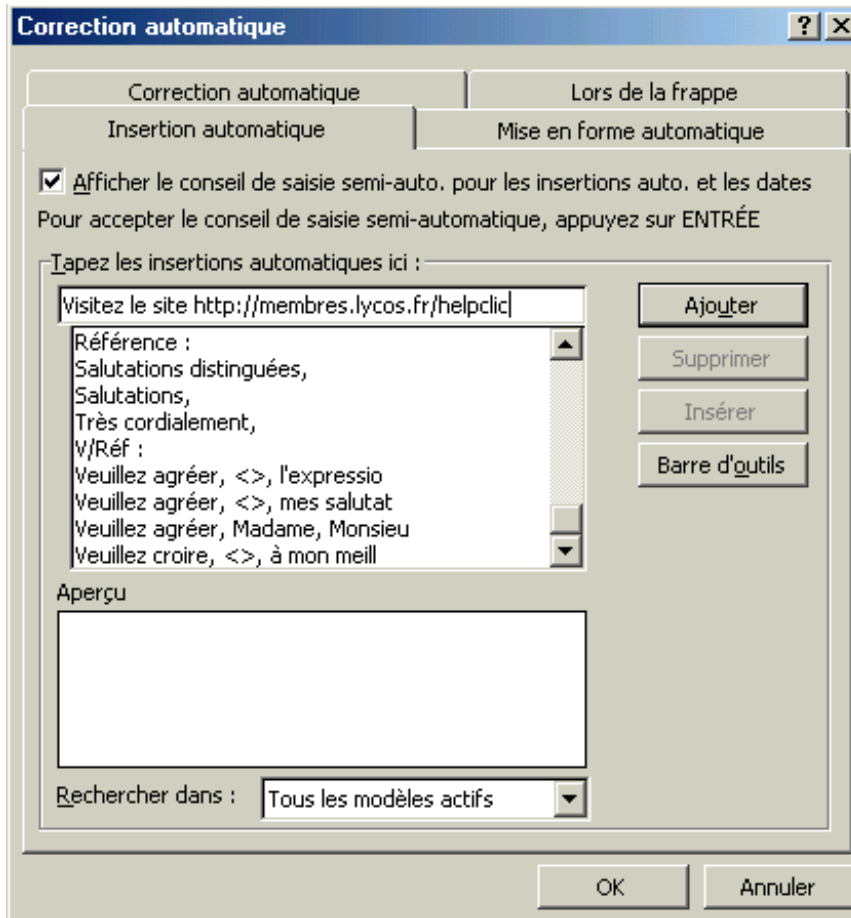 Correction automatique
Correction automatique
Lors de la frappe
Insertion automatique
Mise en forme automatique
Afficher le conseil de saisie semi-auto. pour les insertions auto. et les dates
Pour accepter le conseil de saisie semi-automatique, appuyez sur ENTRÉE
Tapez les insertions automatiques ici :
Visitez le site http://membres.lycos.fr/helpclic
Ajouter
Référence :
Salutations distinguées,
Supprimer
Salutations,
Insérer
Très cordialement,
V/Réf :
Barre d'outils
Veuillez agréer, <>, l'expressio
Veuillez agréer, <>, mes salutat
Veuillez agréer, Madame, Monsieu
Veuillez croire, <>, à mon meill
Aperçu
Rechercher dans :
Tous les modèles actifs
OK
Annuler